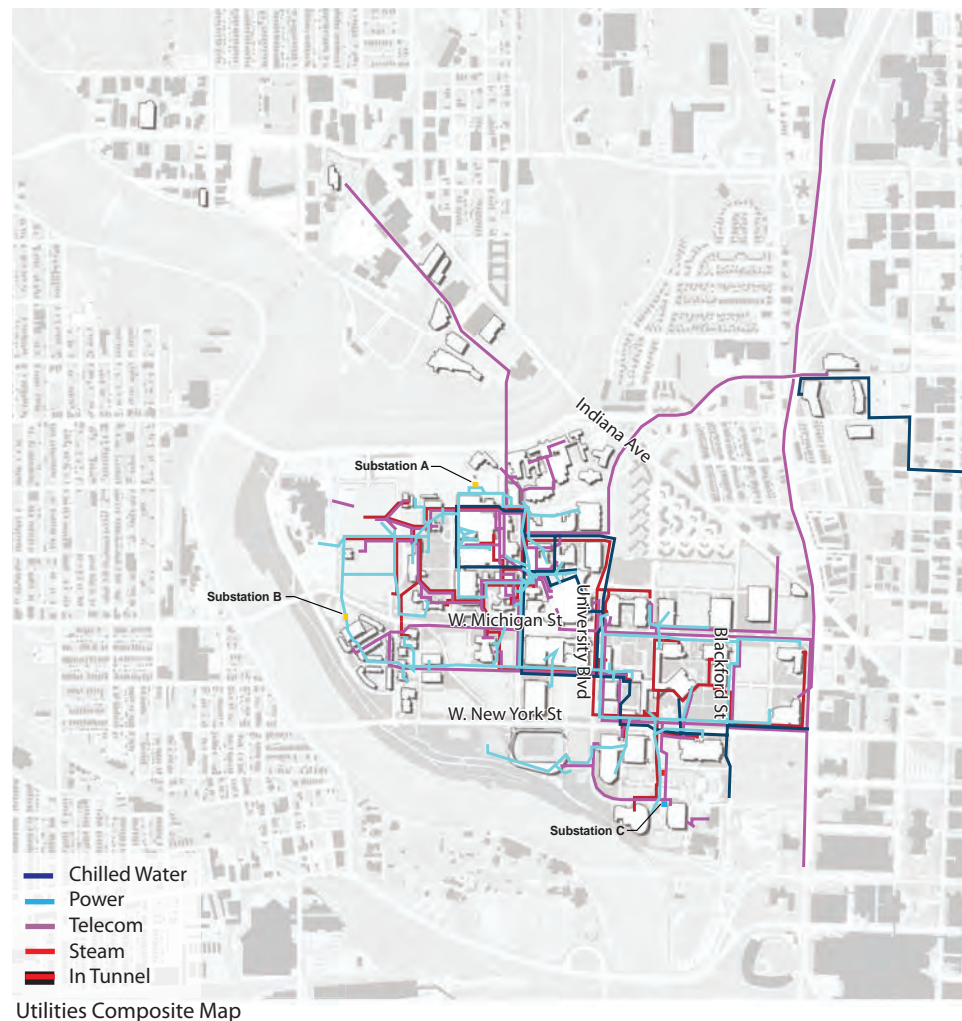 Indiana Ave
Substation A
Substation B
W. Michigan St
University Blvd
Blackford St
W. New York St
Substation C
Chilled Water
Power
Telecom
Steam
In Tunnel
Utilities Composite Map